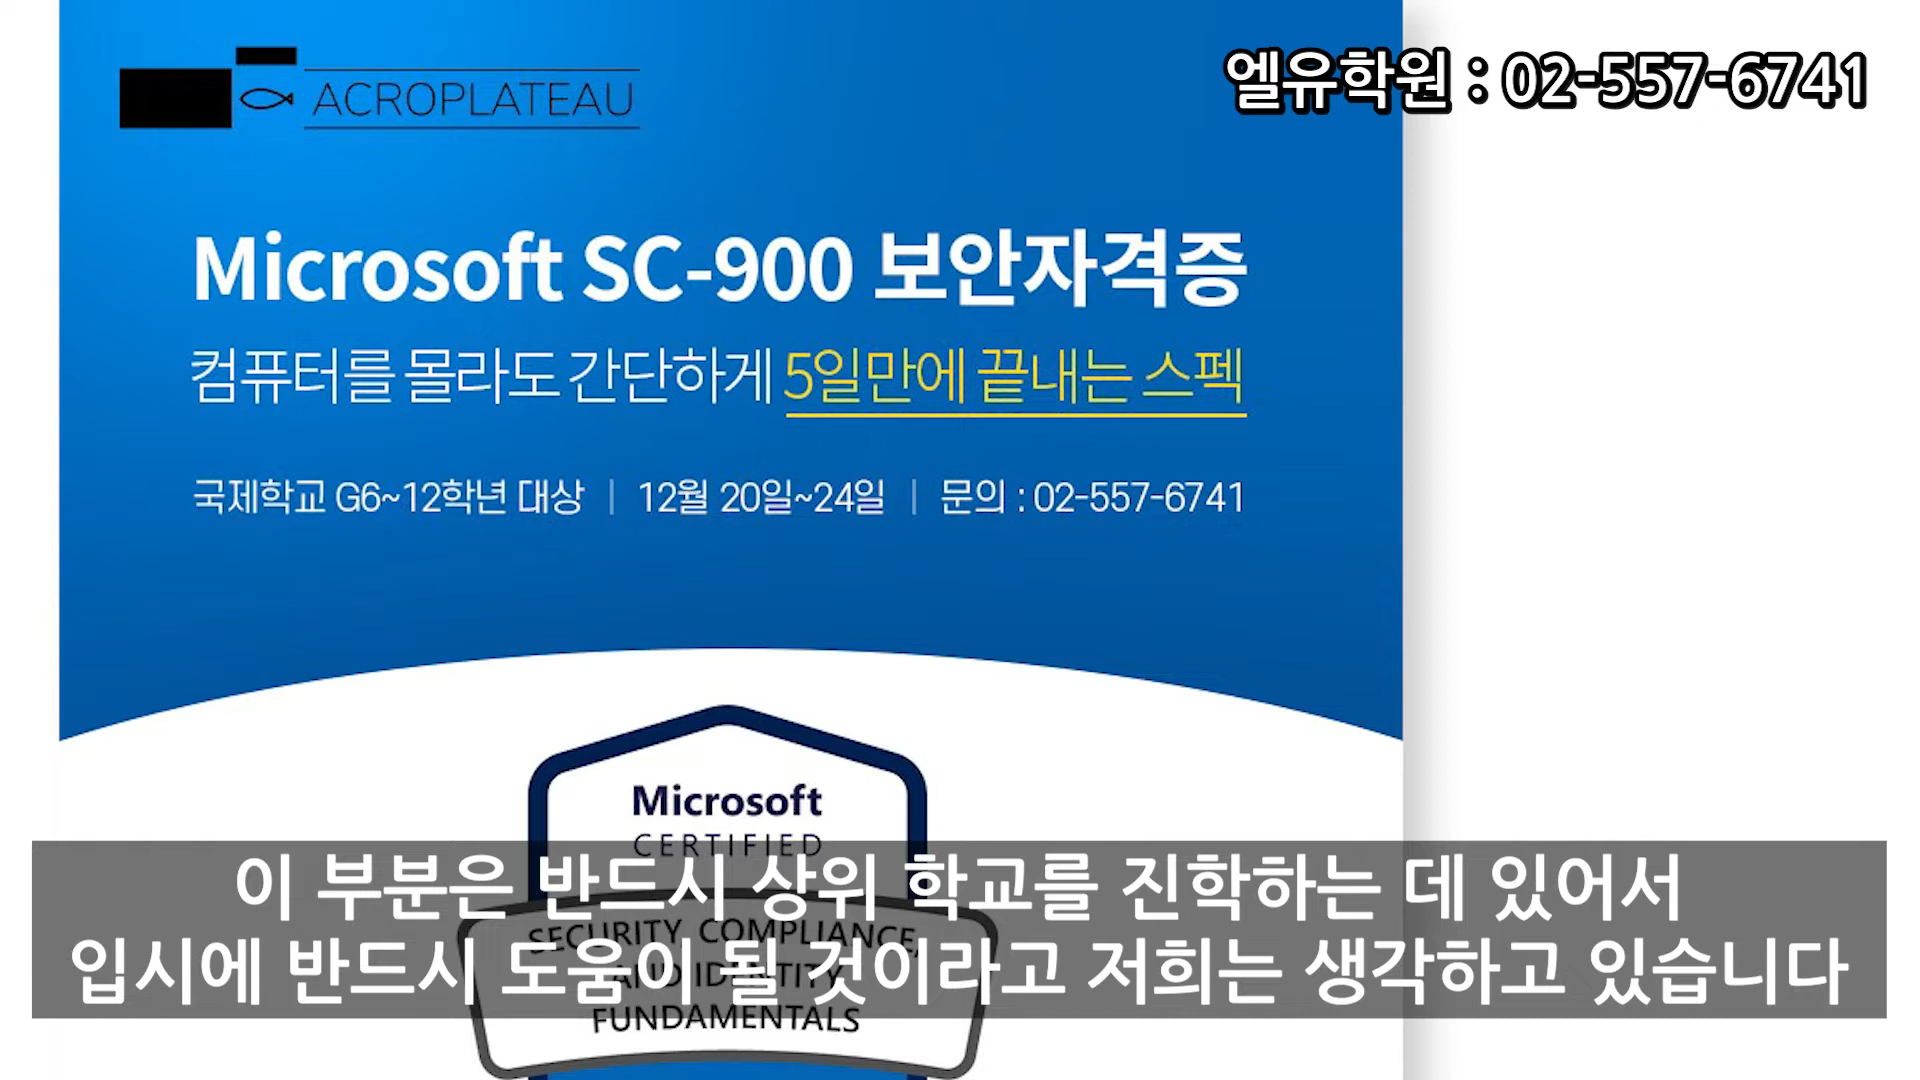 ACROPLATEAU
엘유학원 : 02-557-6741
Microsoft SC-900 보안자격증
컴퓨터를 몰라도 간단하게 5일만에 끝내는 스펙
국제학교 G6~12학년 대상 | 12월 20일~24일 | 문의 : 02-557-6741
Microsoft
CERTIFIED
SECURITY, COMPLIANCE,
AND IDENTITY
FUNDAMENTALS
이 부분은 반드시 상위 학교를 진학하는 데 있어서
입시에 반드시 도움이 될 것이라고 저희는 생각하고 있습니다